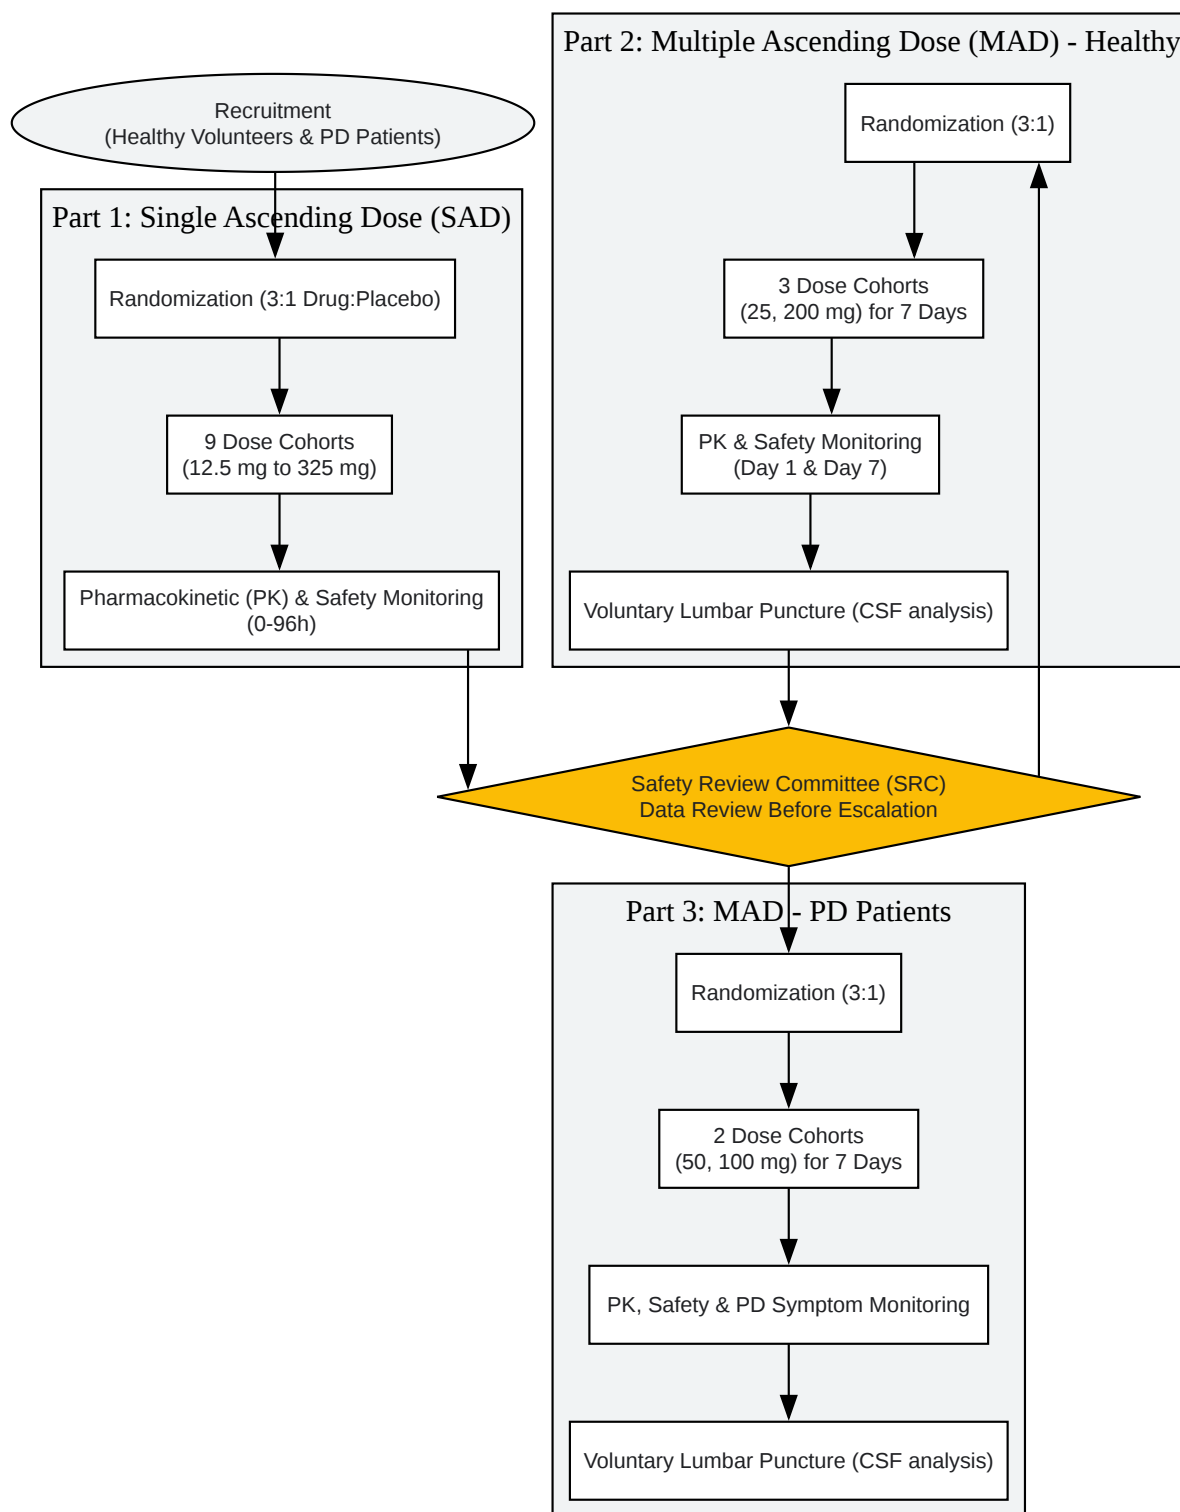 Recruitment
(Healthy Volunteers & PD Patients)
Part 1: Single Ascending Dose (SAD)
Randomization (3:1 Drug:Placebo)
9 Dose Cohorts
(12.5 mg to 325 mg)
Pharmacokinetic (PK) & Safety Monitoring
(0-96h)
Part 2: Multiple Ascending Dose (MAD) - Healthy
Randomization (3:1)
3 Dose Cohorts
(25, 200 mg) for 7 Days
PK & Safety Monitoring
(Day 1 & Day 7)
Voluntary Lumbar Puncture (CSF analysis)
Safety Review Committee (SRC)
Data Review Before Escalation
Part 3: MAD - PD Patients
Randomization (3:1)
2 Dose Cohorts
(50, 100 mg) for 7 Days
PK, Safety & PD Symptom Monitoring
Voluntary Lumbar Puncture (CSF analysis)